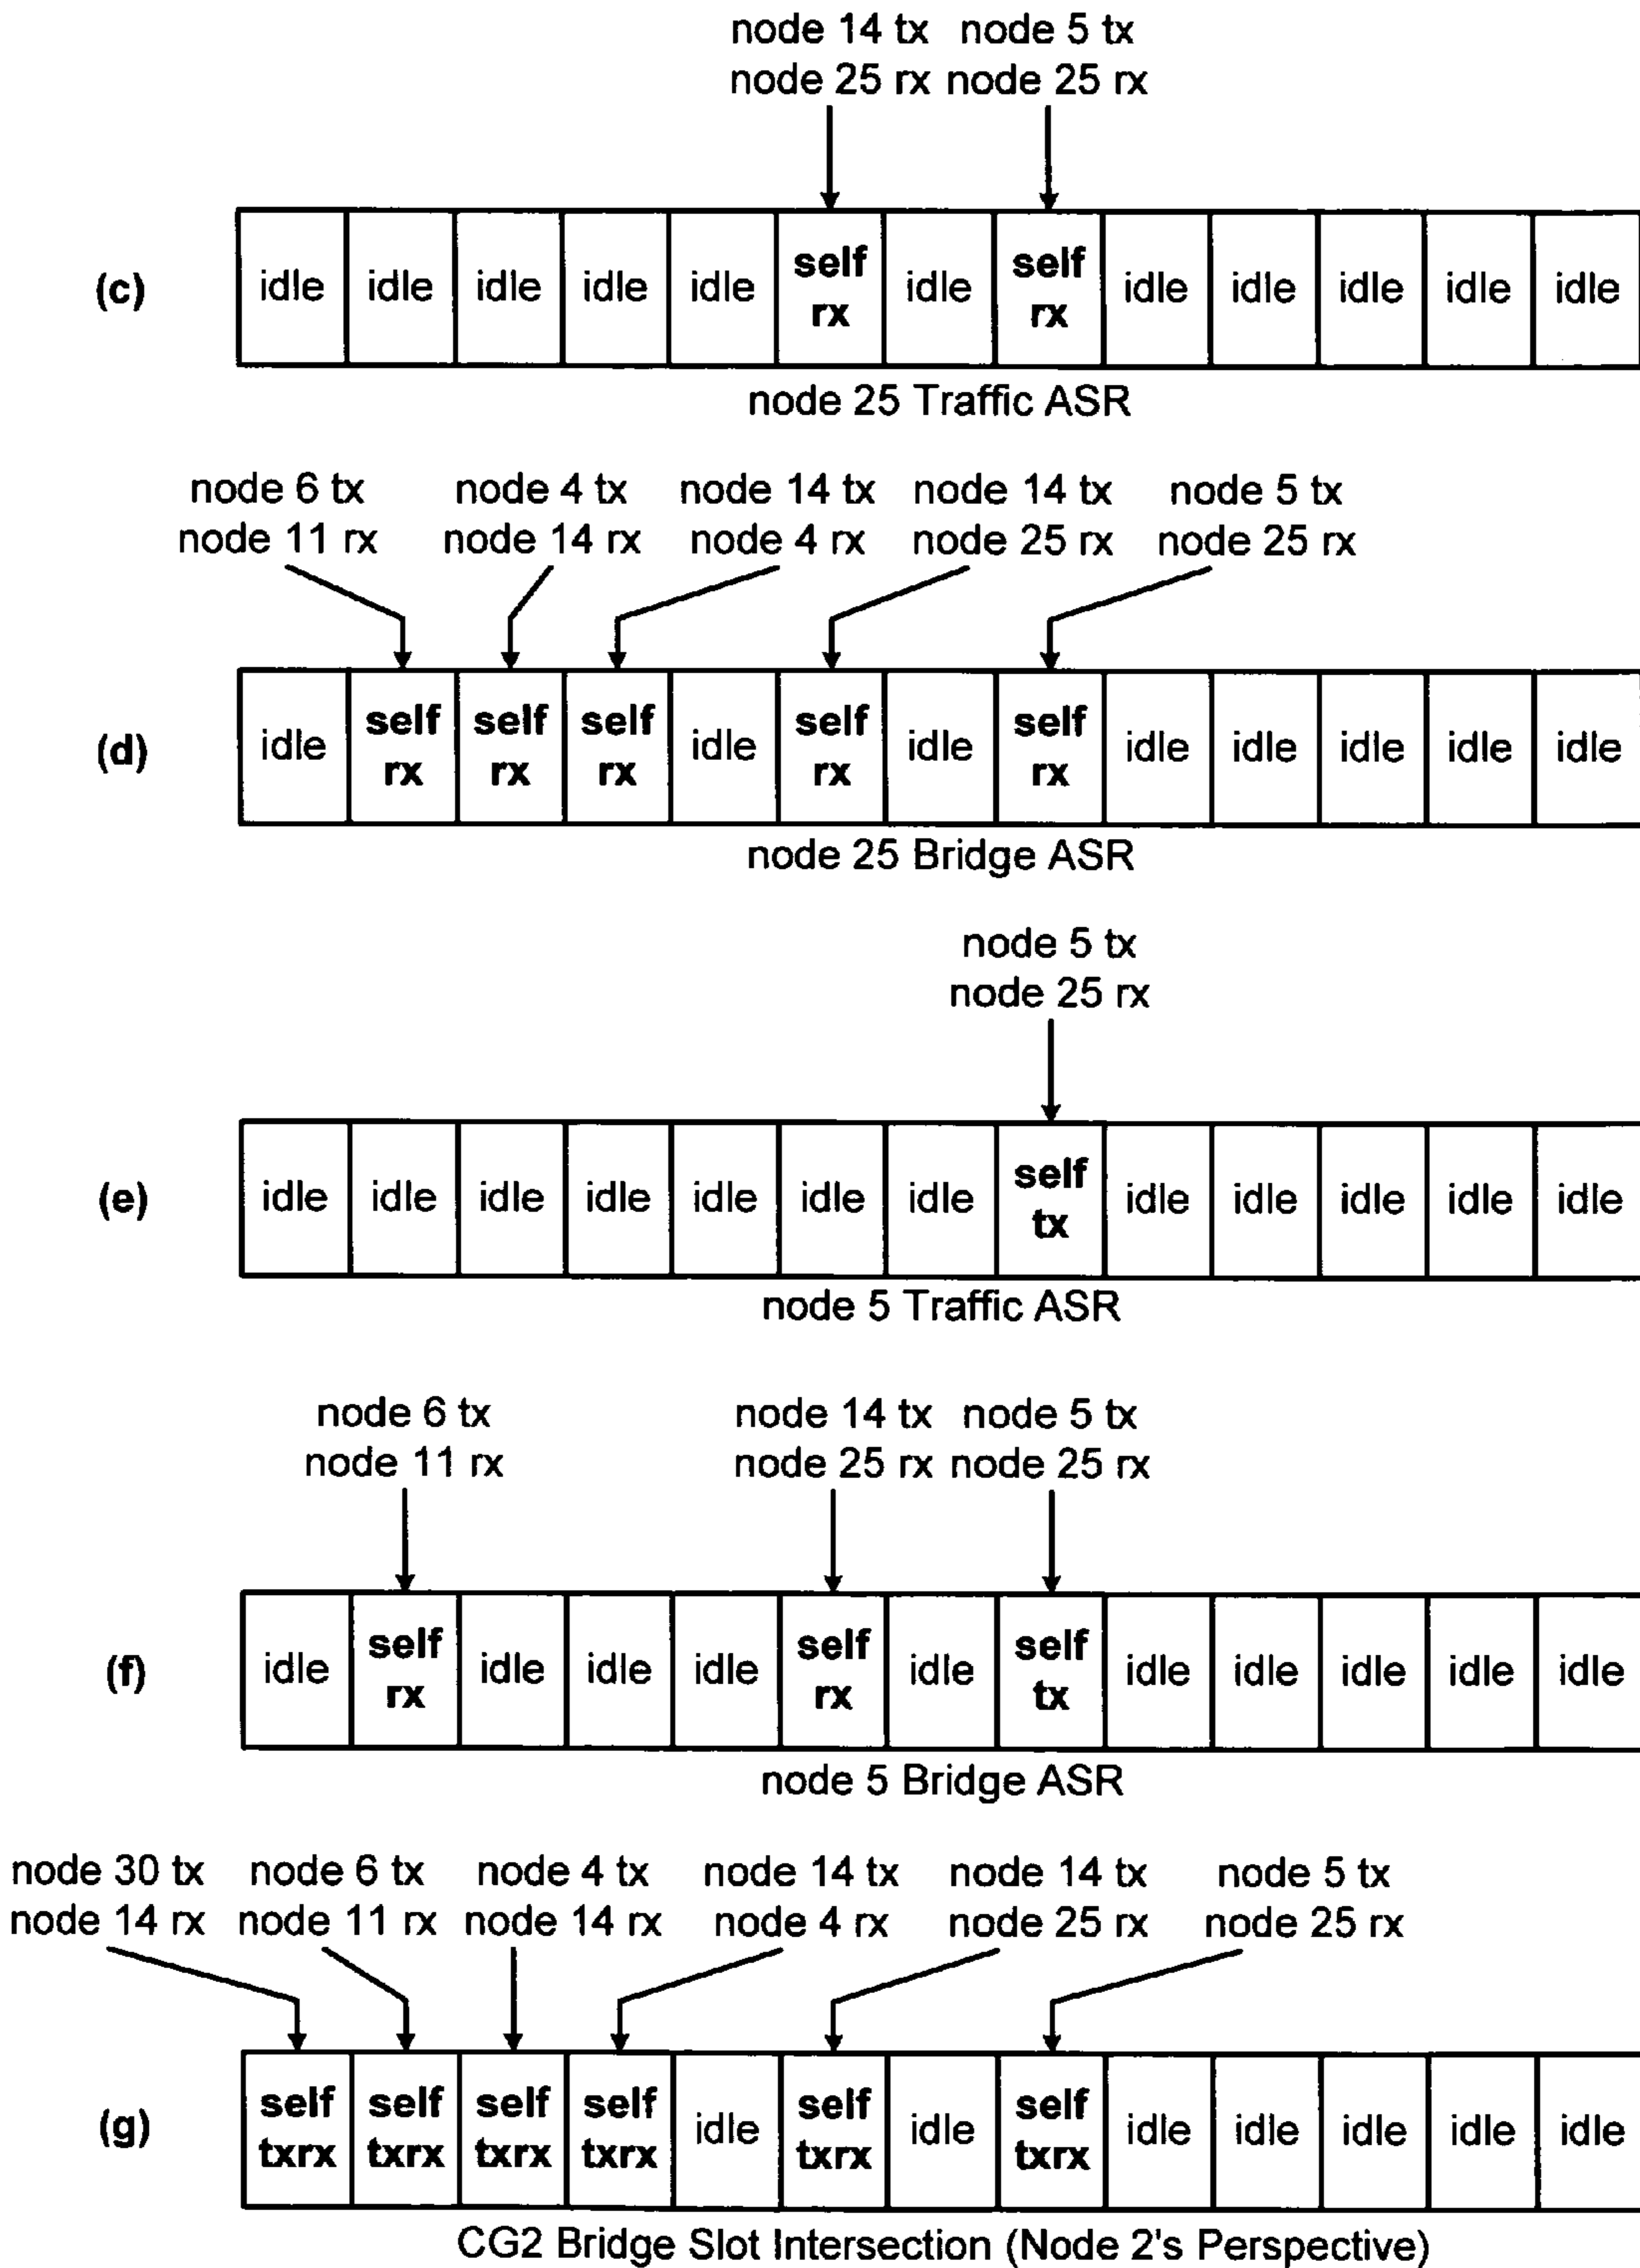 node 14 tx node 5 tx
node 25 rx node 25 rx
(c) idle idle idle idle idle self rx idle self rx idle idle idle idle idle
node 25 Traffic ASR
node 6 tx node 4 tx node 14 tx node 14 tx node 5 tx
node 11 rx node 14 rx node 4 rx node 25 rx node 25 rx
(d) idle self rx self rx self rx idle self rx idle self rx idle idle idle idle idle
node 25 Bridge ASR
node 5 tx
node 25 rx
(e) idle idle idle idle idle idle idle self tx idle idle idle idle idle
node 5 Traffic ASR
node 6 tx node 14 tx node 5 tx
node 11 rx node 25 rx node 25 rx
(f) idle self rx idle idle idle self rx idle self tx idle idle idle idle idle
node 5 Bridge ASR
node 30 tx node 6 tx node 4 tx node 14 tx node 14 tx node 5 tx
node 14 rx node 11 rx node 14 rx node 4 rx node 25 rx node 25 rx
(g) self txrx self txrx self txrx self txrx idle self txrx idle self txrx idle idle idle idle idle
CG2 Bridge Slot Intersection (Node 2's Perspective)